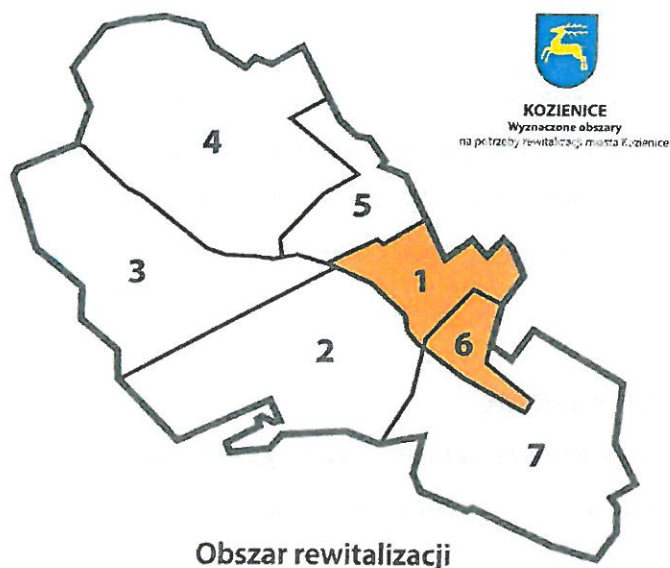 KOZIENICE
Wyznaczone obszary
na potrzeby rewitalizacji miasta Kozienice
4
5
3
1
2
6
7
Obszar rewitalizacji